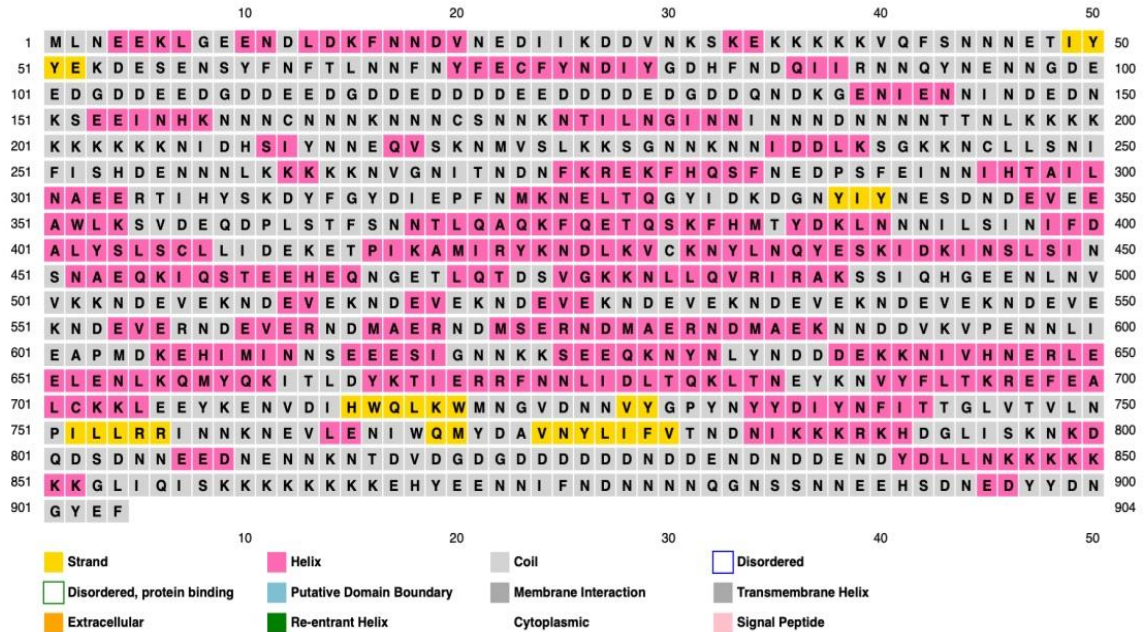 10 20 30 40 50
1 M L N E E K L G E E N D L D K F N N D V N E D I I K D D V N K S K E K K K K K V Q F S N N N E T I Y 50
51 Y E K D E S E N S Y F N F T L N N F N Y F E C F Y N D I Y G D H F N D Q I I R N N Q Y N E N N G D E 100
101 E D G D D E E D G D D E E D G D D E D D D D E E D D D D E D G D D Q N D K G E N I E N N I N D E D N 150
151 K S E E I N H K N N N C N N N K N N N C S N N K N T I L N G I N N I N N N D N N N N T T N L K K K K 200
201 K K K K K K N I D H S I Y N N E Q V S K N M V S L K K S G N N K N N I D D L K S G K K N C L L S N I 250
251 F I S H D E N N N L K K K K K N V G N I T N D N F K R E K F H Q S F N E D P S F E I N N I H T A I L 300
301 N A E E R T I H Y S K D Y F G Y D I E P F N M K N E L T Q G Y I D K D G N Y I Y N E S D N D E V E E 350
351 A W L K S V D E Q D P L S T F S N N T L Q A Q K F Q E T Q S K F H M T Y D K L N N N I L S I N I F D 400
401 A L Y S L S C L L I D E K E T P I K A M I R Y K N D L K V C K N Y L N Q Y E S K I D K I N S L S I N 450
451 S N A E Q K I Q S T E E H E Q N G E T L Q T D S V G K K N L L Q V R I R A K S S I Q H G E E N L N V 500
501 V K K N D E V E K N D E V E K N D E V E K N D E V E K N D E V E K N D E V E K N D E V E K N D E V E 550
551 K N D E V E R N D E V E R N D M A E R N D M S E R N D M A E R N D M A E K N N D D V K V P E N N L I 600
601 E A P M D K E H I M I N N S E E E S I G N N K K S E E Q K N Y N L Y N D D D E K K N I V H N E R L E 650
651 E L E N L K Q M Y Q K I T L D Y K T I E R R F N N L I D L T Q K L T N E Y K N V Y F L T K R E F E A 700
701 L C K K L E E Y K E N V D I H W Q L K W M N G V D N N V Y G P Y N Y Y D I Y N F I T T G L V T V L N 750
751 P I L L R R I N N K N E V L E N I W Q M Y D A V N Y L I F V T N D N I K K K R K H D G L I S K N K D 800
801 Q D S D N N E E D N E N N K N T D V D G D G D D D D D D N D D E N D N D D E N D Y D L L N K K K K K 850
851 K K G L I Q I S K K K K K K K K E H Y E E N N I F N D N N N N Q G N S S N N E E H S D N E D Y Y D N 900
901 G Y E F 904
10 20 30 40 50
Strand Helix Coil Disordered
Disordered, protein binding Putative Domain Boundary Membrane Interaction Transmembrane Helix
Extracellular Re-entrant Helix Cytoplasmic Signal Peptide